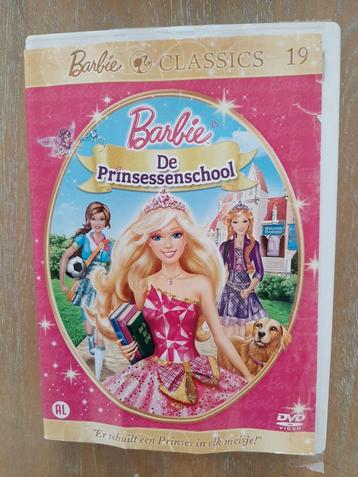 Barbie CLASSICS 19
Barbie
De
Prinsessenschool
AL
DVD
VIDEO
"Er schuilt een Prinses in elk meisje!"